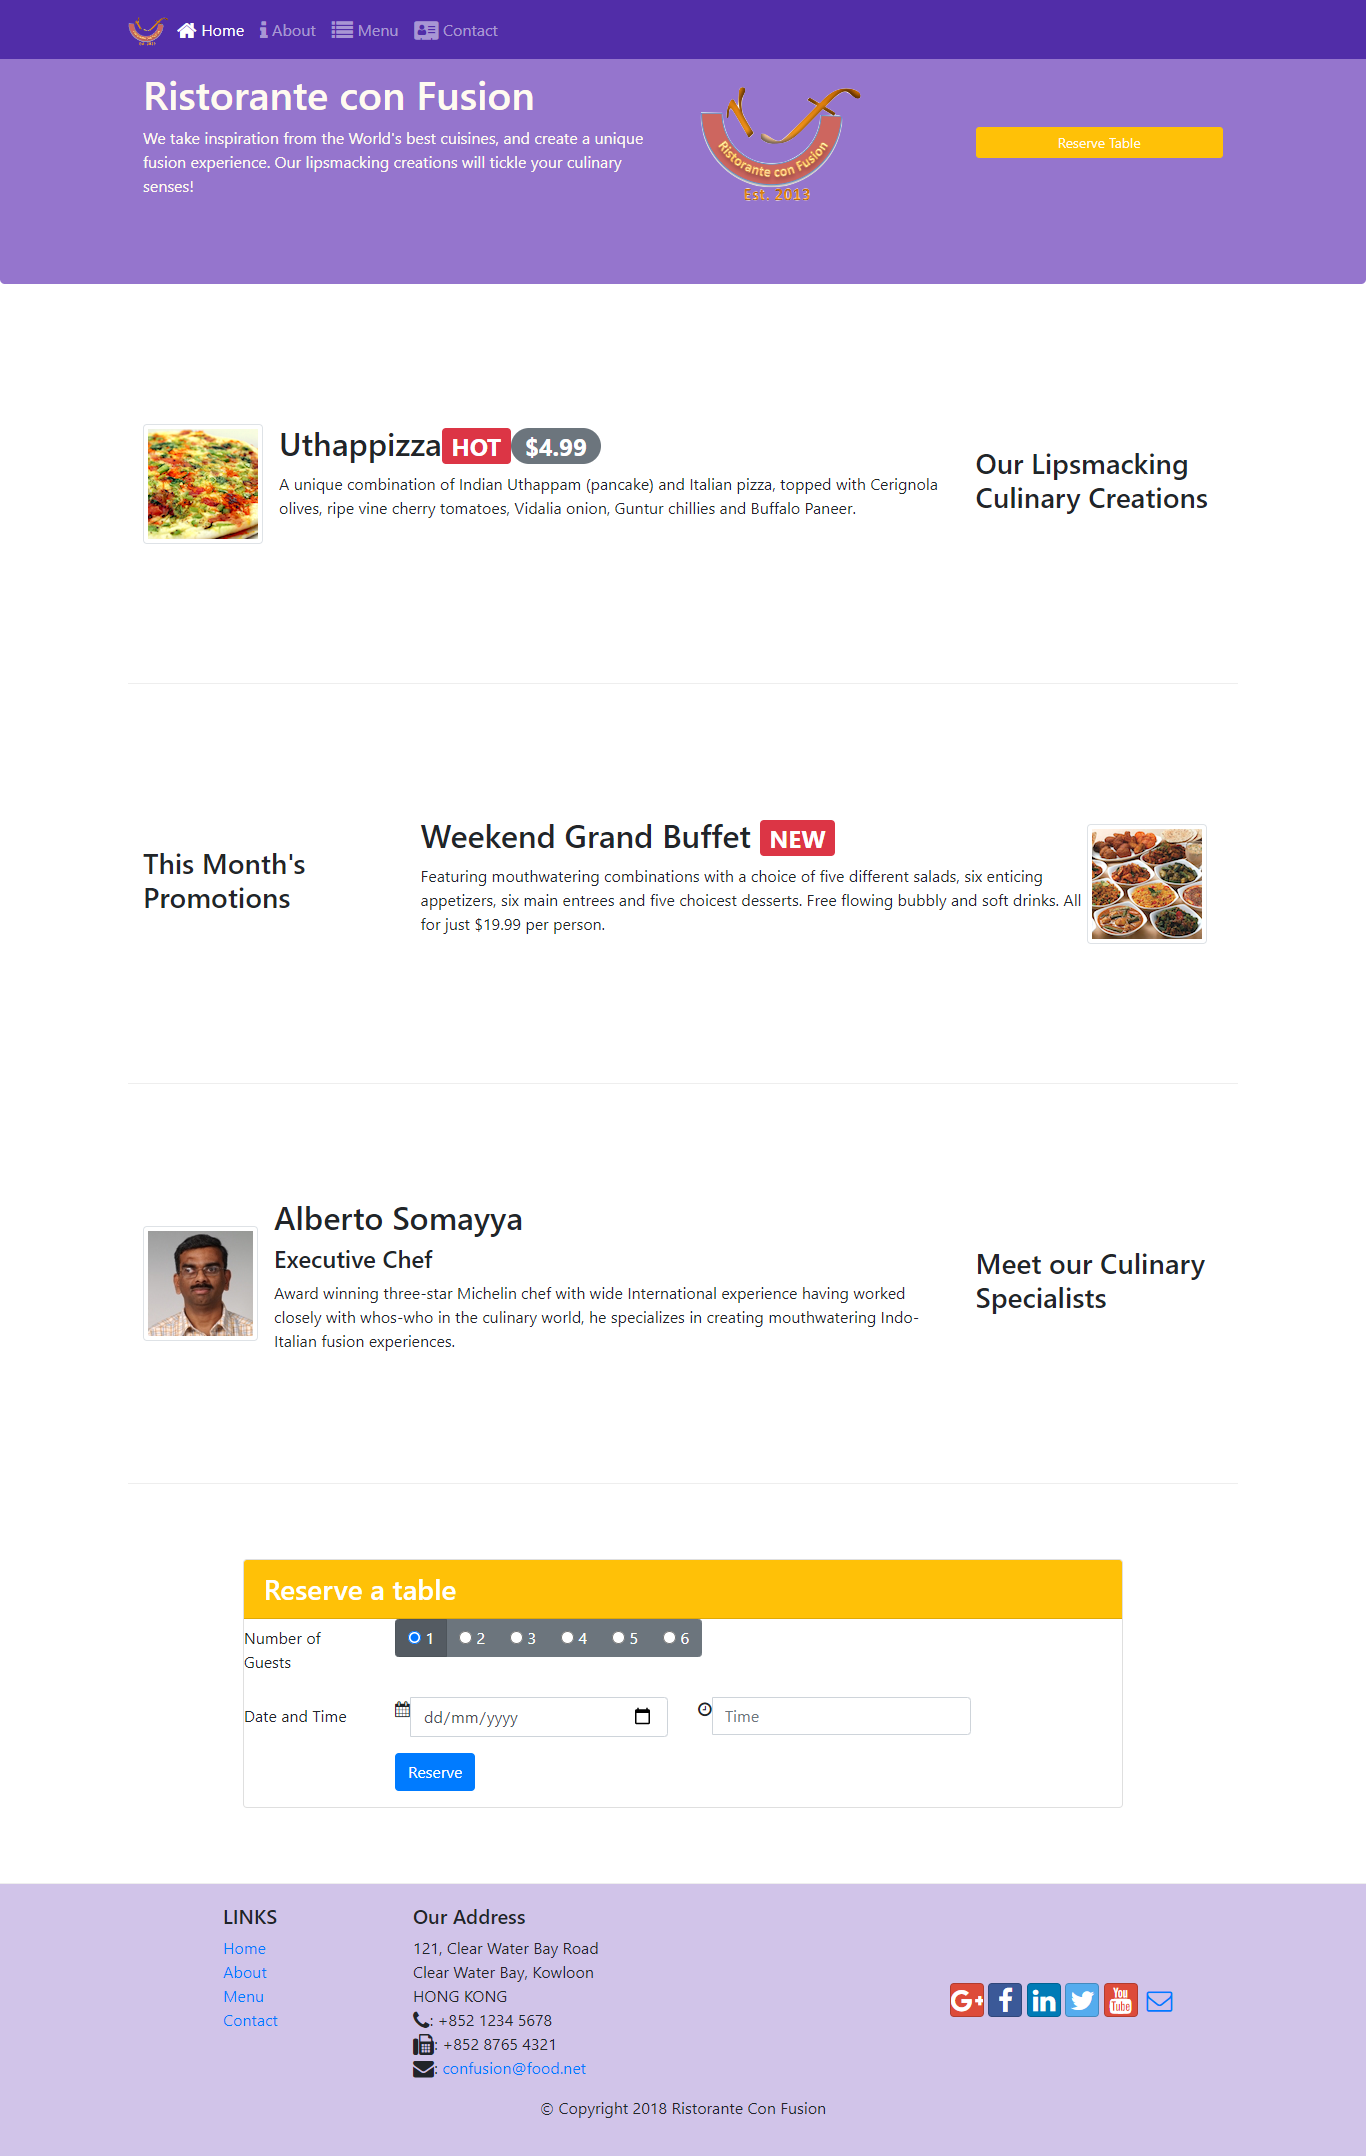 Home About Menu Contact
Ristorante con Fusion
We take inspiration from the World's best cuisines, and create a unique
fusion experience. Our lipsmacking creations will tickle your culinary
senses!
Ristorante con Fusion
Est. 2019
Reserve Table
Uthappizza HOT $4.99
A unique combination of Indian Uthappam (pancake) and Italian pizza, topped with Cerignola
olives, ripe vine cherry tomatoes, Vidalia onion, Guntur chillies and Buffalo Paneer.
Our Lipsmacking
Culinary Creations
This Month's
Promotions
Weekend Grand Buffet NEW
Featuring mouthwatering combinations with a choice of five different salads, six enticing
appetizers, six main entrees and five choicest desserts. Free flowing bubbly and soft drinks. All
for just $19.99 per person.
Alberto Somayya
Executive Chef
Award winning three-star Michelin chef with wide International experience having worked
closely with whos-who in the culinary world, he specializes in creating mouthwatering Indo-
Italian fusion experiences.
Meet our Culinary
Specialists
Reserve a table
Number of
Guests
1 2 3 4 5 6
Date and Time
dd/mm/yyyy
Time
Reserve
LINKS
Home
About
Menu
Contact
Our Address
121, Clear Water Bay Road
Clear Water Bay, Kowloon
HONG KONG
: +852 1234 5678
: +852 8765 4321
: confusion@food.net
G+ f in You Tube
© Copyright 2018 Ristorante Con Fusion